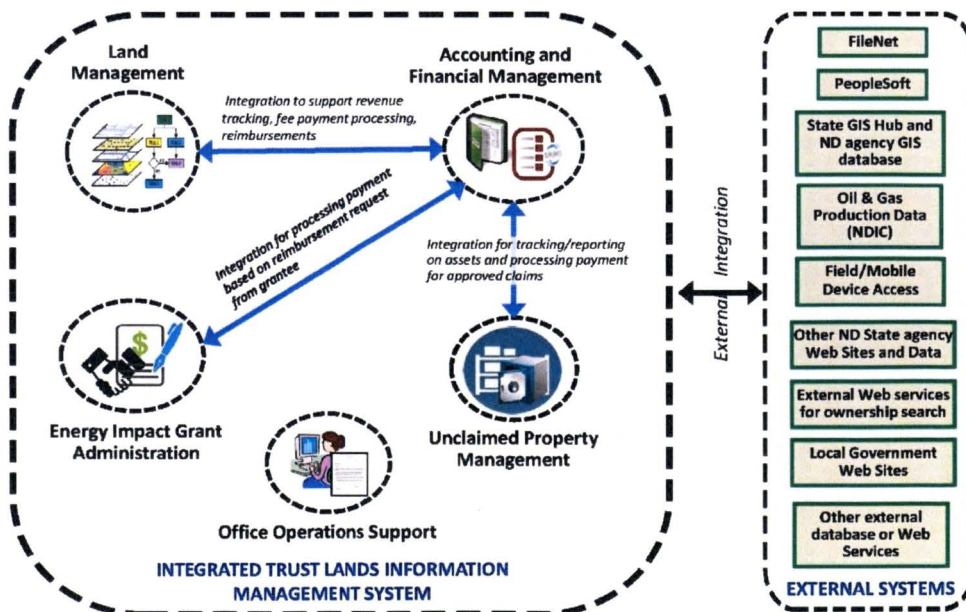 Land
Management
Accounting and
Financial Management
Integration to support revenue
tracking, fee payment processing,
reimbursements
Integration for processing payment
based on reimbursement request
from grantee
Integration for tracking/reporting
on assets and processing payment
for approved claims
Energy Impact Grant
Administration
Unclaimed Property
Management
Office Operations Support
INTEGRATED TRUST LANDS INFORMATION
MANAGEMENT SYSTEM
External Integration
FileNet
PeopleSoft
State GIS Hub and
ND agency GIS
database
Oil & Gas
Production Data
(NDIC)
Field/Mobile
Device Access
Other ND State agency
Web Sites and Data
External Web services
for ownership search
Local Government
Web Sites
Other external
database or Web
Services
EXTERNAL SYSTEMS